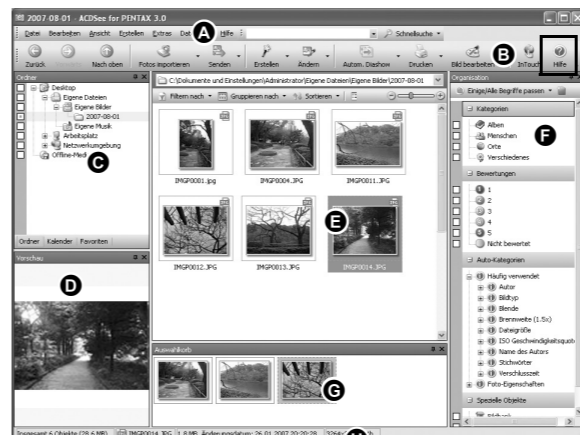 2007-08-01 - ACDSee for PENTAX 3.0
Datei Bearbeiten Ansicht Erstellen Extras Hilfe Schnellsuche
A
Zurück Nach oben Fotos importieren Senden Erstellen Ändern Autom. Diashow Drucken Bild bearbeiten InTouch Hilfe
B
Ordner
Desktop
Eigene Dateien
Eigene Bilder
2007-08-01
Eigene Musik
Arbeitsplatz
Netzwerkumgebung
Offline-Medi
C
Ordner Kalender Favoriten
Vorschau
D
C:\Dokumente und Einstellungen\Administrator\Eigene Dateien\Eigene Bilder\2007-08-01
Filtern nach Gruppieren nach Sortieren
IMGP0001.jpg IMGP0004.JPG IMGP0011.JPG
E
IMGP0012.JPG IMGP0013.JPG IMGP0014.JPG
Auswahlkorb
G
Organisation
Einige/Alle Begriffe passen
Kategorien
Alben
Menschen
Orte
Verschiedenes
F
Bewertungen
1
2
3
4
5
Nicht bewertet
Auto-Kategorien
Häufig verwendet
Autor
Bildtyp
Blende
Brennweite (1.5x)
Dateigröße
ISO Geschwindigkeitsquot
Name des Autors
Stichwörter
Verschlusszeit
Foto-Eigenschaften
Spezielle Objekte
Insgesamt 6 Objekte (28.6 MB) IMGP0014.JPG 1.8 MB, Änderungsdatum: 26.01.2007 20:20:28